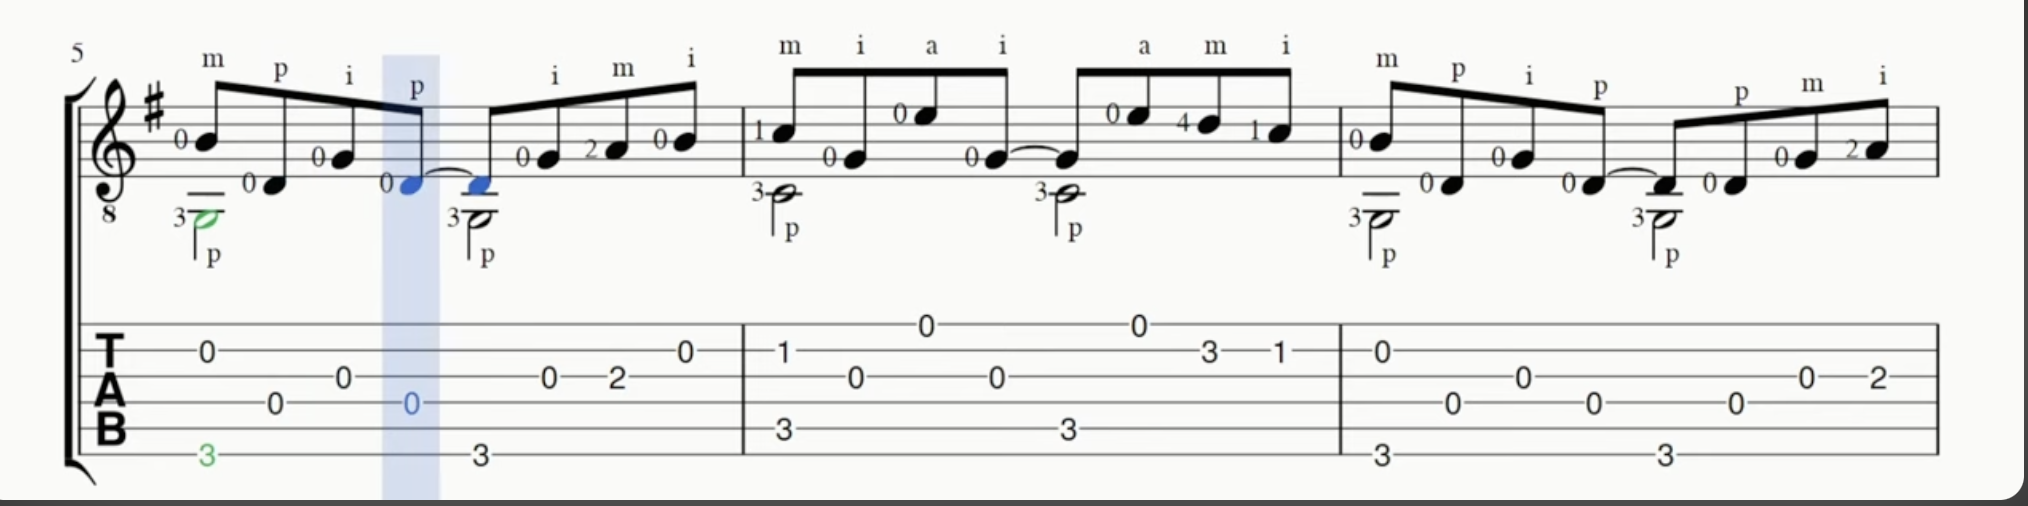 5
m p i p i m i m i a i a m i m p i p p m i
0 0 0 0 0 2 0 1 0 0 0 0 4 1 0 0 0 0 0 0 2
8 3 3 3 3 3 3
p p p p p p
T A B
0 0 0 3 0 3 0 2 0 1 3 0 0 0 3 0 3 1 0 3 0 0 0 3 0 0 2